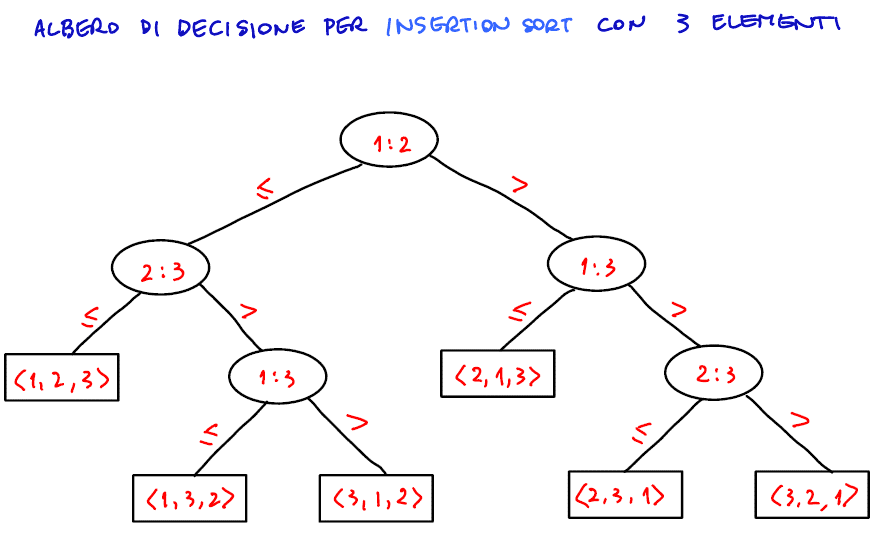 ALBERO DI DECISIONE PER INSERTION SORT CON 3 ELEMENTI
1:2
≤ >
2:3 1:3
≤ > ≤ >
⟨1,2,3⟩ 1:3 ⟨2,1,3⟩ 2:3
≤ > ≤ >
⟨1,3,2⟩ ⟨3,1,2⟩ ⟨2,3,1⟩ ⟨3,2,1⟩